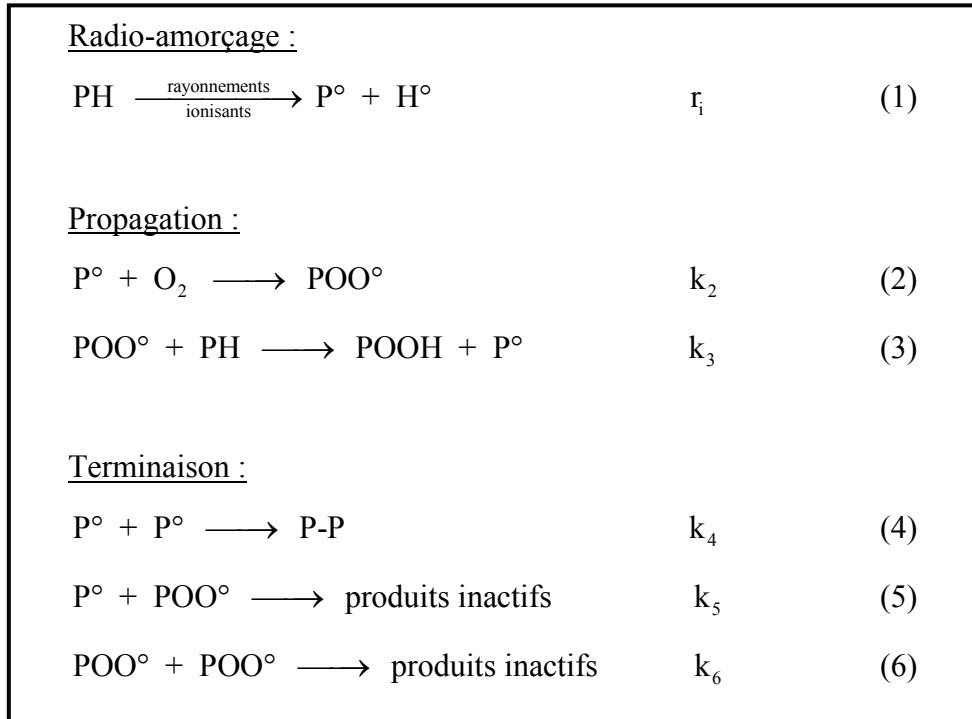 Radio-amorçage :
PH rayonnements ionisants ⟶ P° + H° r_i (1)
Propagation :
P° + O₂ ⟶ POO° k₂ (2)
POO° + PH ⟶ POOH + P° k₃ (3)
Terminaison :
P° + P° ⟶ P-P k₄ (4)
P° + POO° ⟶ produits inactifs k₅ (5)
POO° + POO° ⟶ produits inactifs k₆ (6)